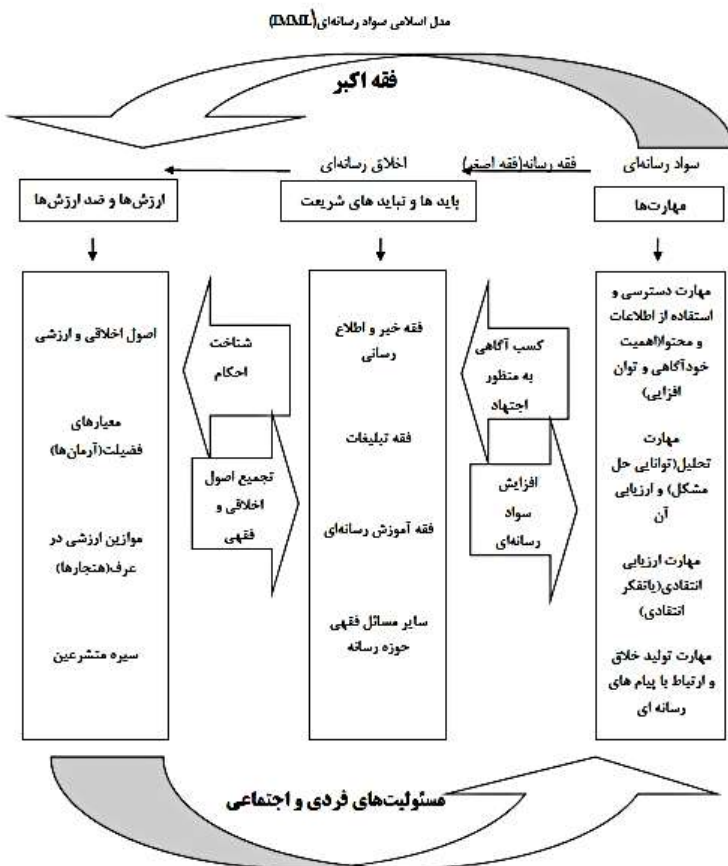 مدل اسلامی سواد رسانه‌ای(IMML)
فقه اکبر
سواد رسانه‌ای
فقه رسانه(فقه اصغر)
اخلاق رسانه‌ای
مهارت‌ها
باید ها و نباید های شریعت
ارزش‌ها و ضد ارزش‌ها
مهارت دسترسی و
استفاده از اطلاعات
و محتوا(اهمیت
خودآگاهی و توان
افزایی)
مهارت
تحلیل(توانایی حل
مشکل) و ارزیابی
آن
مهارت ارزیابی
انتقادی(یاتفکر
انتقادی)
مهارت تولید خلاق
و ارتباط با پیام های
رسانه ای
کسب آگاهی
به منظور
اجتهاد
افزایش
سواد
رسانه‌ای
فقه خبر و اطلاع
رسانی
فقه تبلیغات
فقه آموزش رسانه‌ای
سایر مسائل فقهی
حوزه رسانه
شناخت
احکام
تجمیع اصول
اخلاقی و
فقهی
اصول اخلاقی و ارزشی
معیارهای
فضیلت(آرمان‌ها)
موازین ارزشی در
عرف(هنجارها)
سیره متشرعین
مسئولیت‌های فردی و اجتماعی